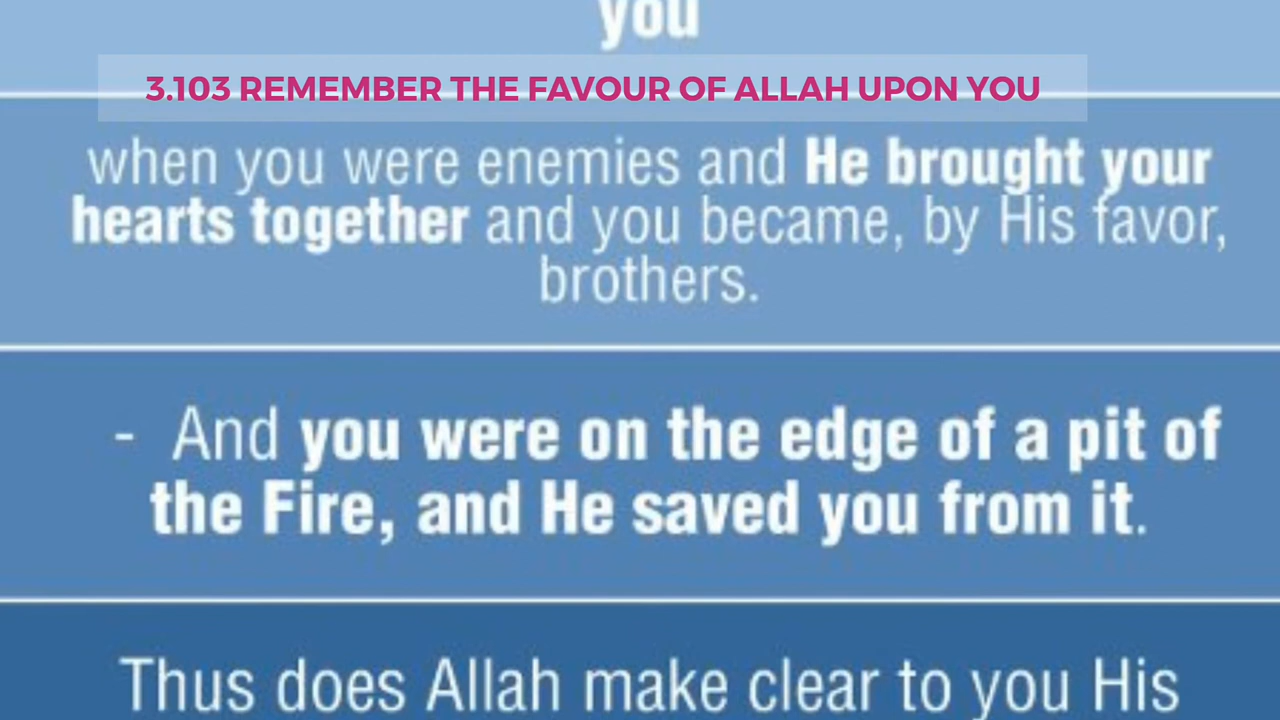 you
3.103 REMEMBER THE FAVOUR OF ALLAH UPON YOU
when you were enemies and He brought your
hearts together and you became, by His favor,
brothers.
- And you were on the edge of a pit of
the Fire, and He saved you from it.
Thus does Allah make clear to you His